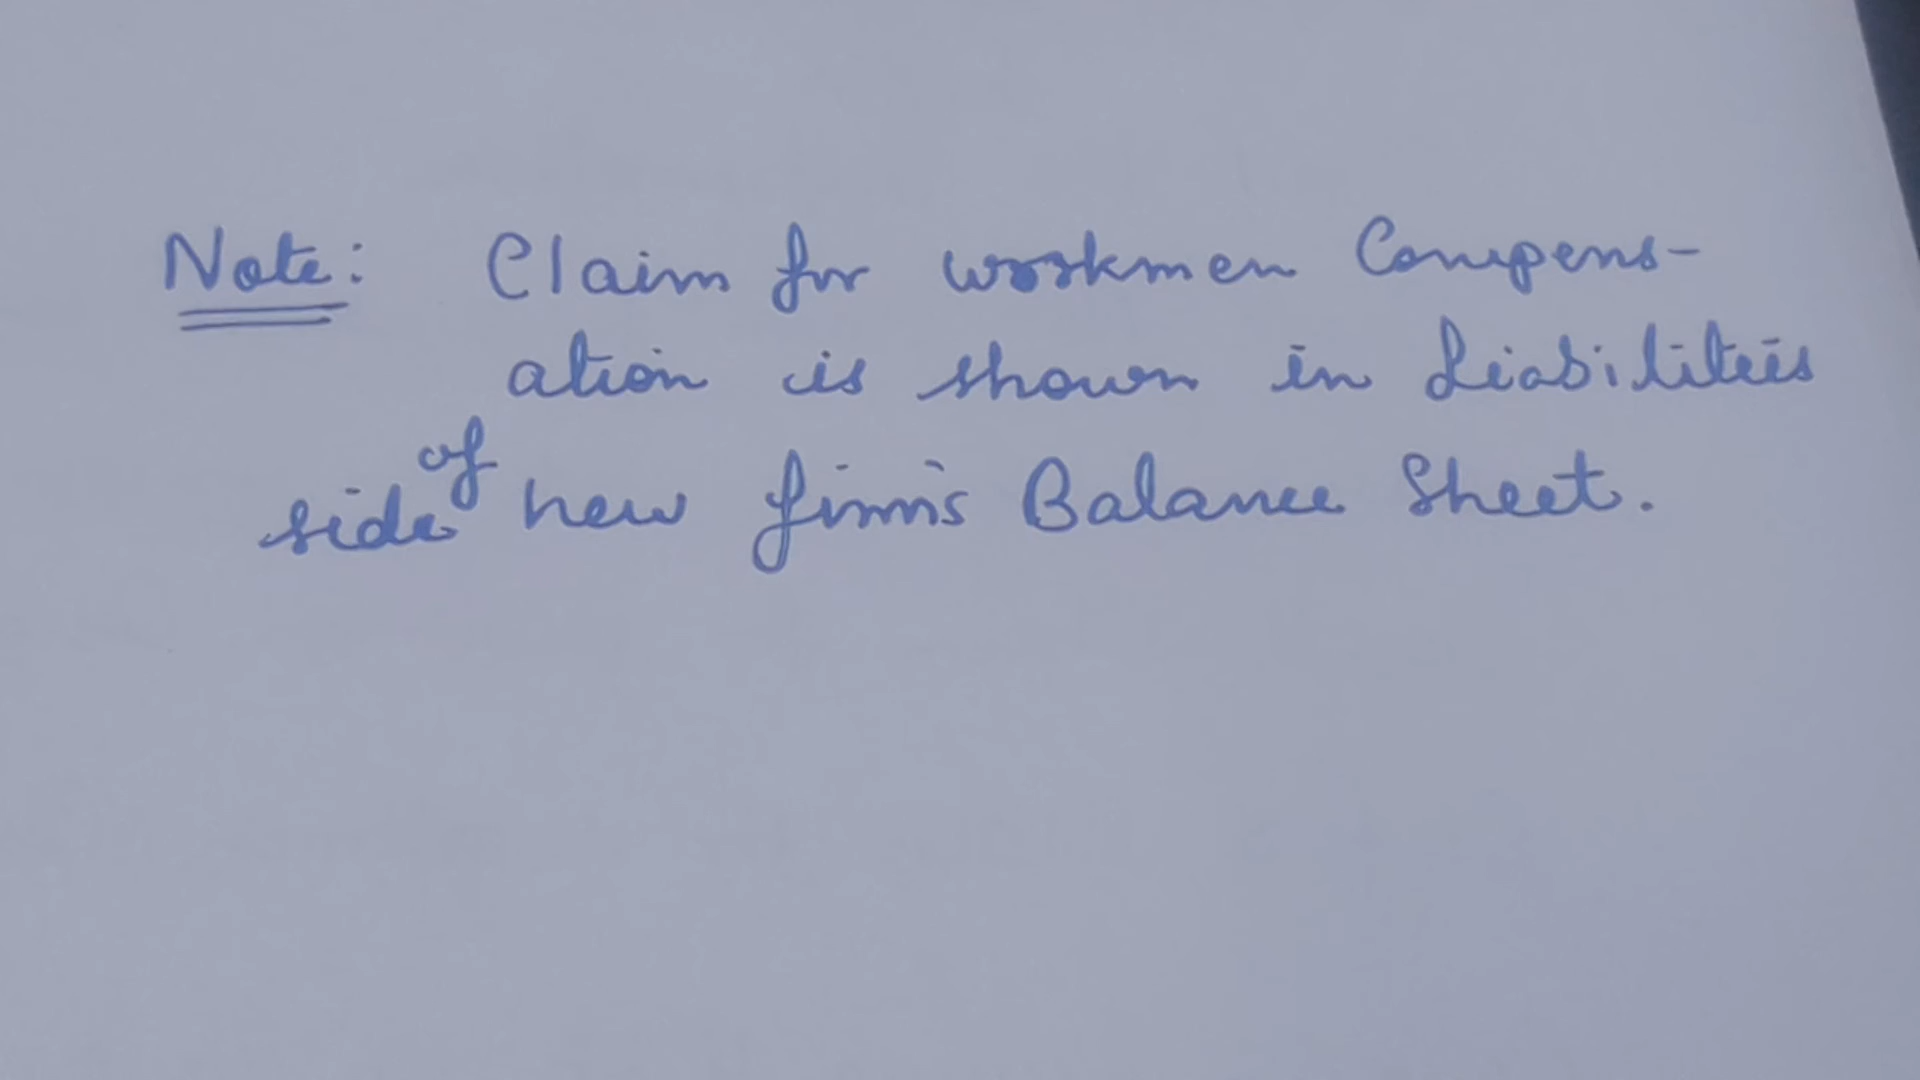 Note: Claim for workmen Compens-
ation is shown in Liabilities
side of new firm's Balance Sheet.